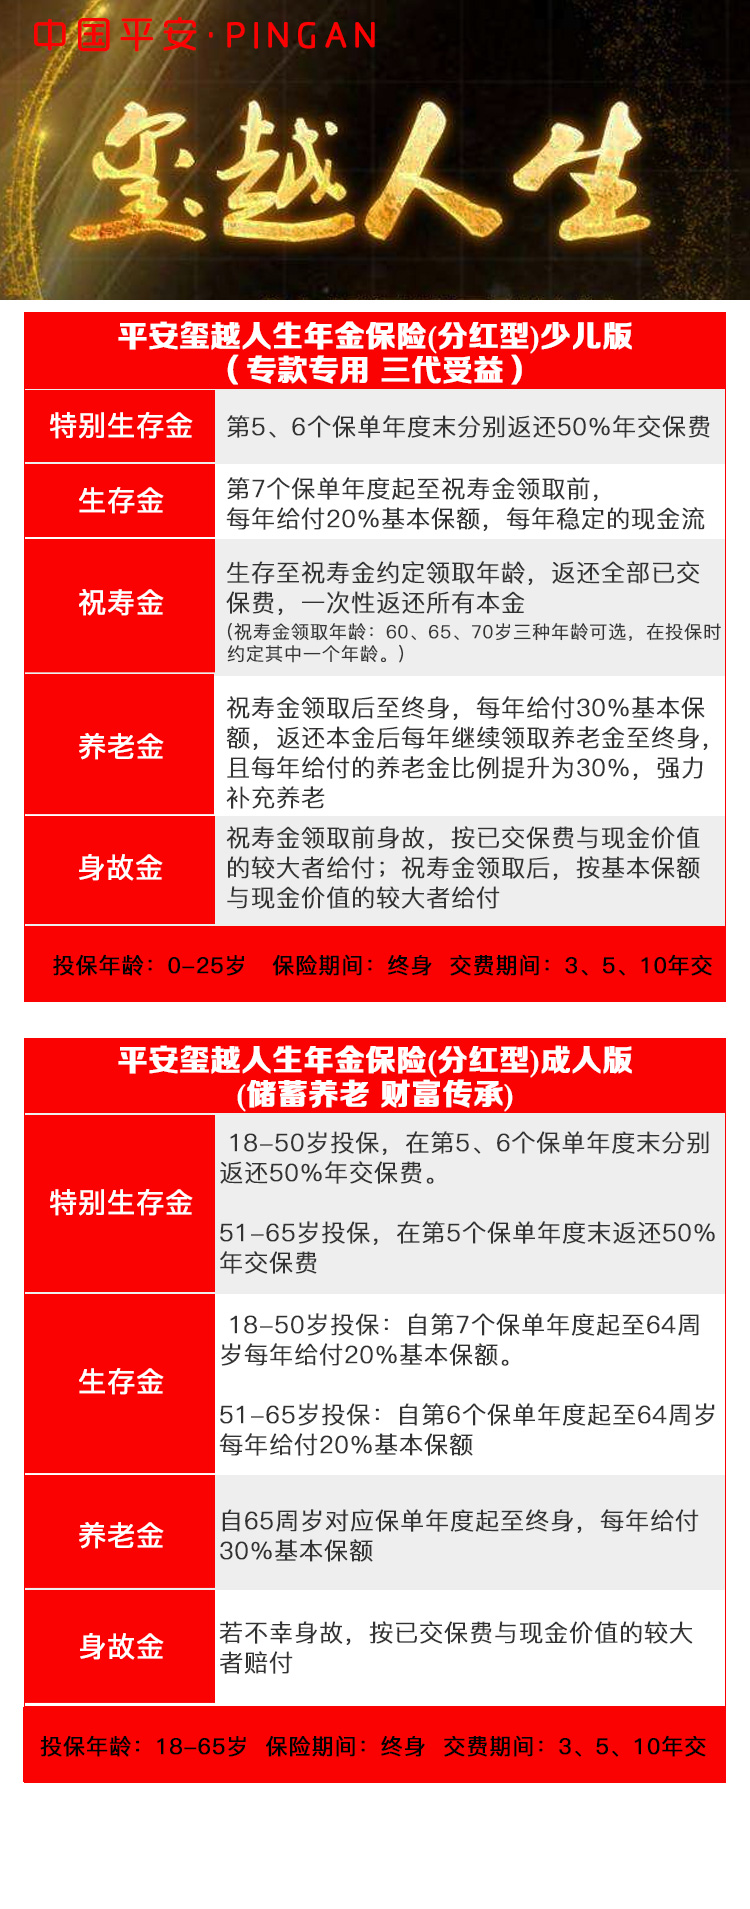 中国平安·PINGAN
玺越人生
平安玺越人生年金保险(分红型)少儿版
（专款专用 三代受益）
特别生存金
第5、6个保单年度末分别返还50%年交保费
生存金
第7个保单年度起至祝寿金领取前，
每年给付20%基本保额，每年稳定的现金流
祝寿金
生存至祝寿金约定领取年龄，返还全部已交
保费，一次性返还所有本金
(祝寿金领取年龄：60、65、70岁三种年龄可选，在投保时
约定其中一个年龄。)
养老金
祝寿金领取后至终身，每年给付30%基本保
额，返还本金后每年继续领取养老金至终身，
且每年给付的养老金比例提升为30%，强力
补充养老
身故金
祝寿金领取前身故，按已交保费与现金价值
的较大者给付；祝寿金领取后，按基本保额
与现金价值的较大者给付
投保年龄：0-25岁 保险期间：终身 交费期间：3、5、10年交
平安玺越人生年金保险(分红型)成人版
(储蓄养老 财富传承)
特别生存金
18-50岁投保，在第5、6个保单年度末分别
返还50%年交保费。
51-65岁投保，在第5个保单年度末返还50%
年交保费
生存金
18-50岁投保：自第7个保单年度起至64周
岁每年给付20%基本保额。
51-65岁投保：自第6个保单年度起至64周岁
每年给付20%基本保额
养老金
自65周岁对应保单年度起至终身，每年给付
30%基本保额
身故金
若不幸身故，按已交保费与现金价值的较大
者赔付
投保年龄：18-65岁 保险期间：终身 交费期间：3、5、10年交